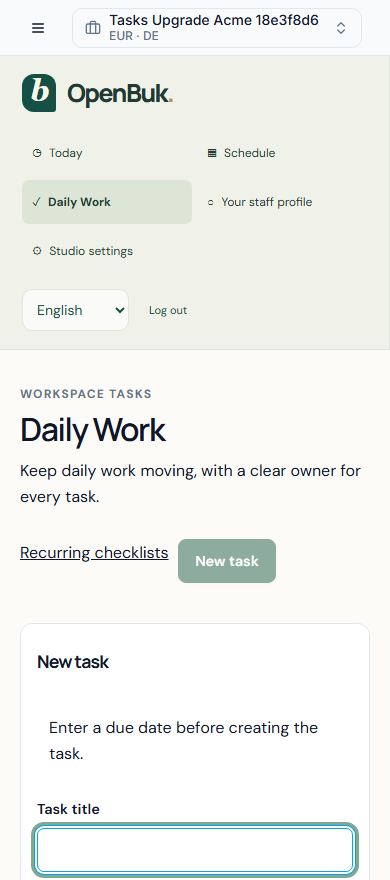 Tasks Upgrade Acme 18e3f8d6
EUR · DE
b OpenBuk.
Today
Schedule
✓ Daily Work
Your staff profile
Studio settings
English
Log out
WORKSPACE TASKS
Daily Work
Keep daily work moving, with a clear owner for
every task.
Recurring checklists
New task
New task
Enter a due date before creating the
task.
Task title